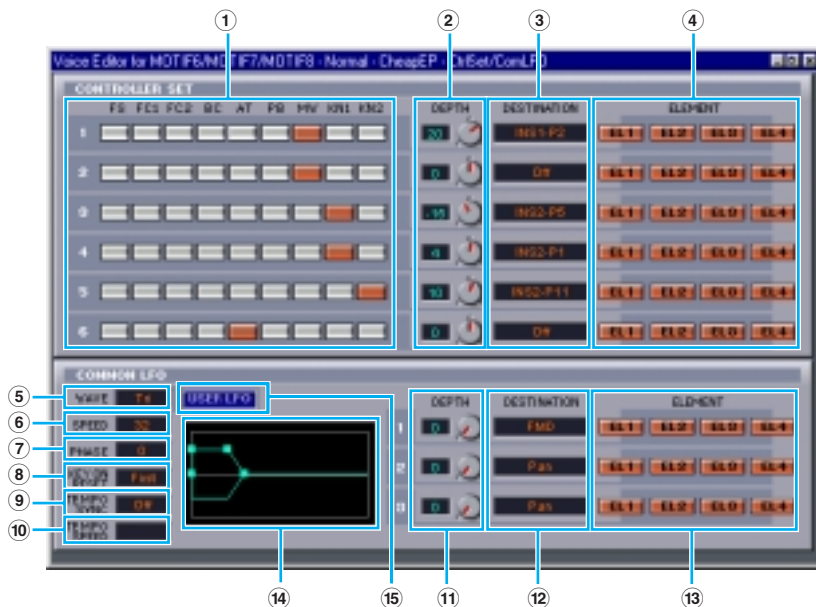 ① ② ③ ④
Voice Editor for MOTIF6/MOTIF7/MOTIF8 - Normal - CheapEP - CtrlSet/ComLFO
CONTROLLER SET
FS FC1 FC2 BC AT PB MW KN1 KN2 DEPTH DESTINATION ELEMENT
1 20 INS1-P2 EL1 EL2 EL3 EL4
2 0 Off EL1 EL2 EL3 EL4
3 -16 INS2-P5 EL1 EL2 EL3 EL4
4 INS2-P1 EL1 EL2 EL3 EL4
5 10 INS2-P11 EL1 EL2 EL3 EL4
6 0 Off EL1 EL2 EL3 EL4
COMMON LFO
⑤ WAVE Tri USER LFO DEPTH DESTINATION ELEMENT
⑥ SPEED 32 1 0 FMD EL1 EL2 EL3 EL4
⑦ PHASE 0
⑧ KEY ON RESET First 2 0 Pan EL1 EL2 EL3 EL4
⑨ TEMPO SYNC Off 3 0 Pan EL1 EL2 EL3 EL4
⑩ TEMPO SPEED
⑭ ⑮ ⑪ ⑫ ⑬